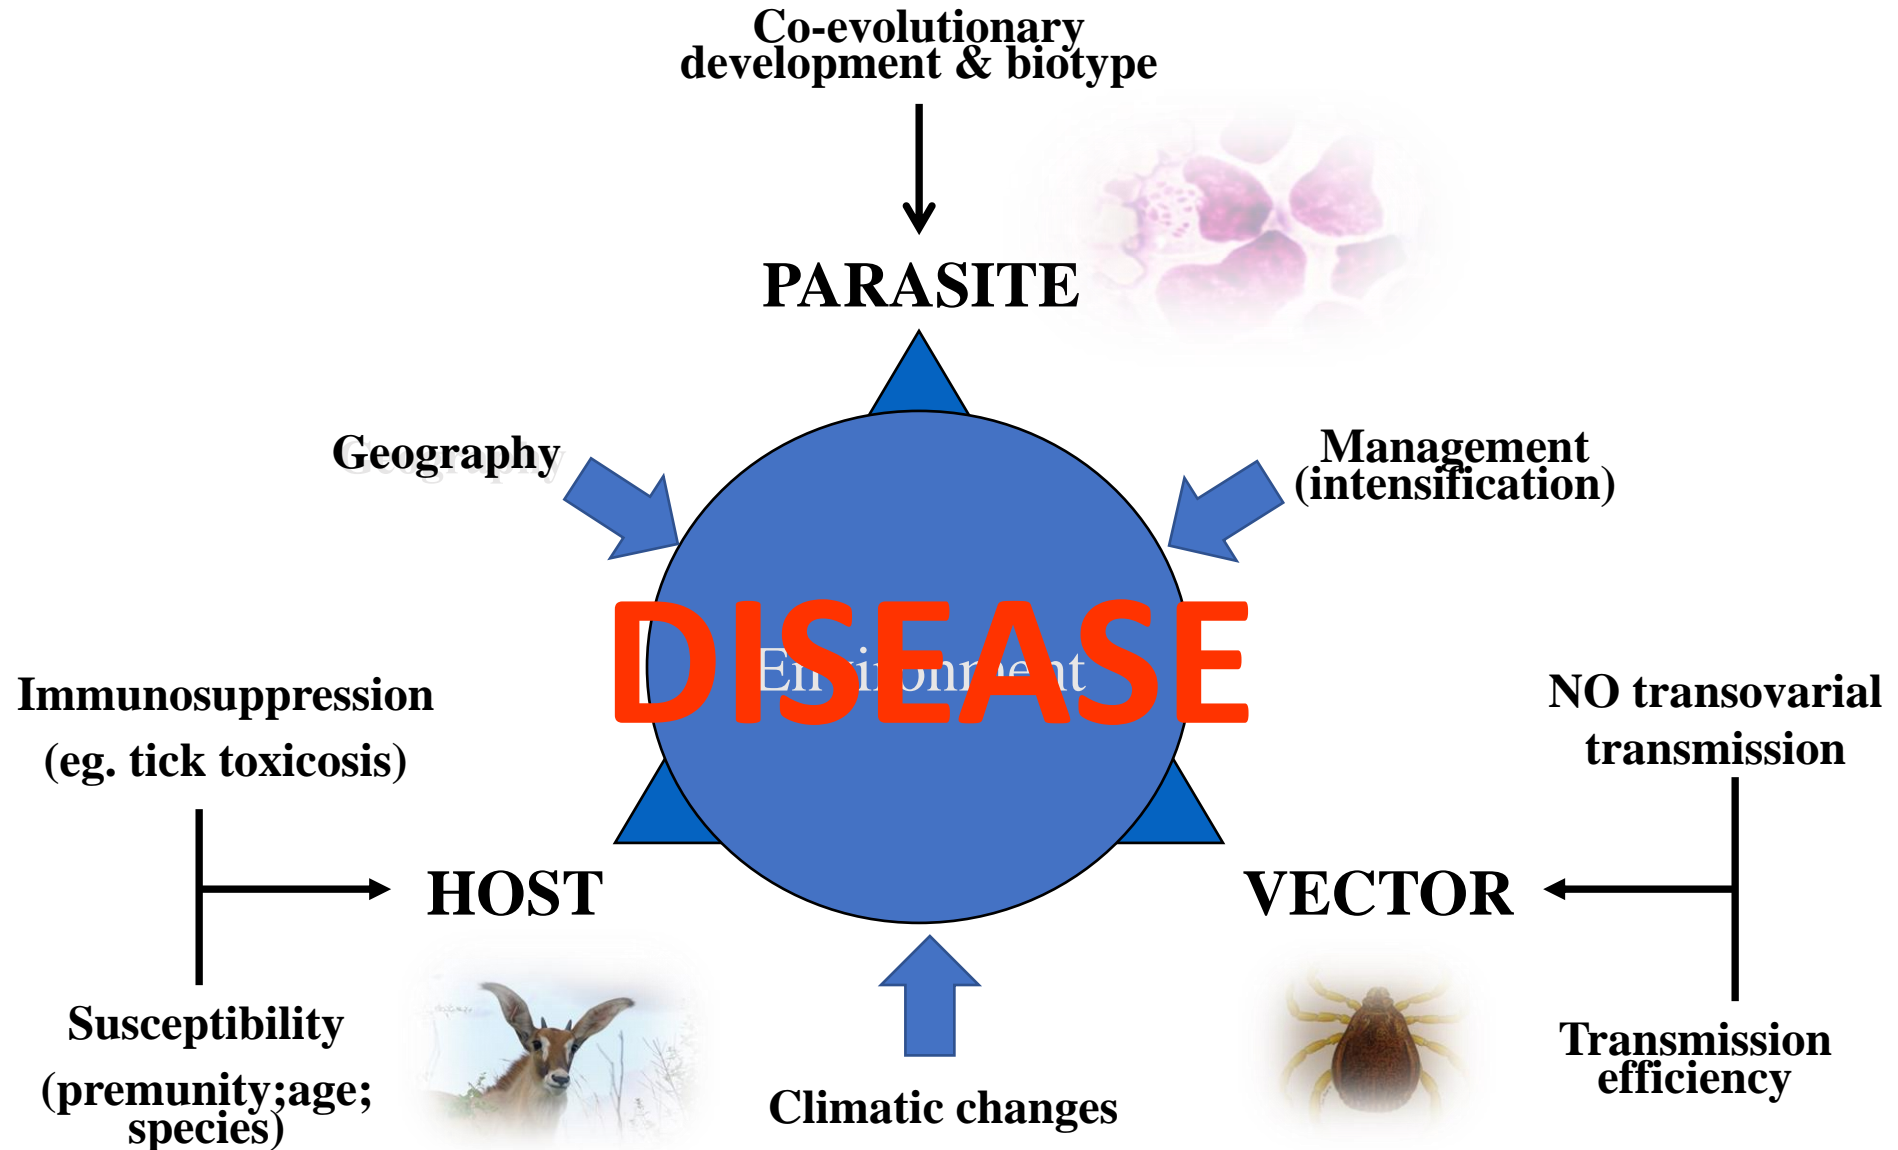 Co-evolutionary
development & biotype
PARASITE
Geography
Management
(intensification)
DISEASE
Environment
Immunosuppression
(eg. tick toxicosis)
NO transovarial
transmission
HOST
VECTOR
Susceptibility
(premunity;age;
species)
Transmission
efficiency
Climatic changes